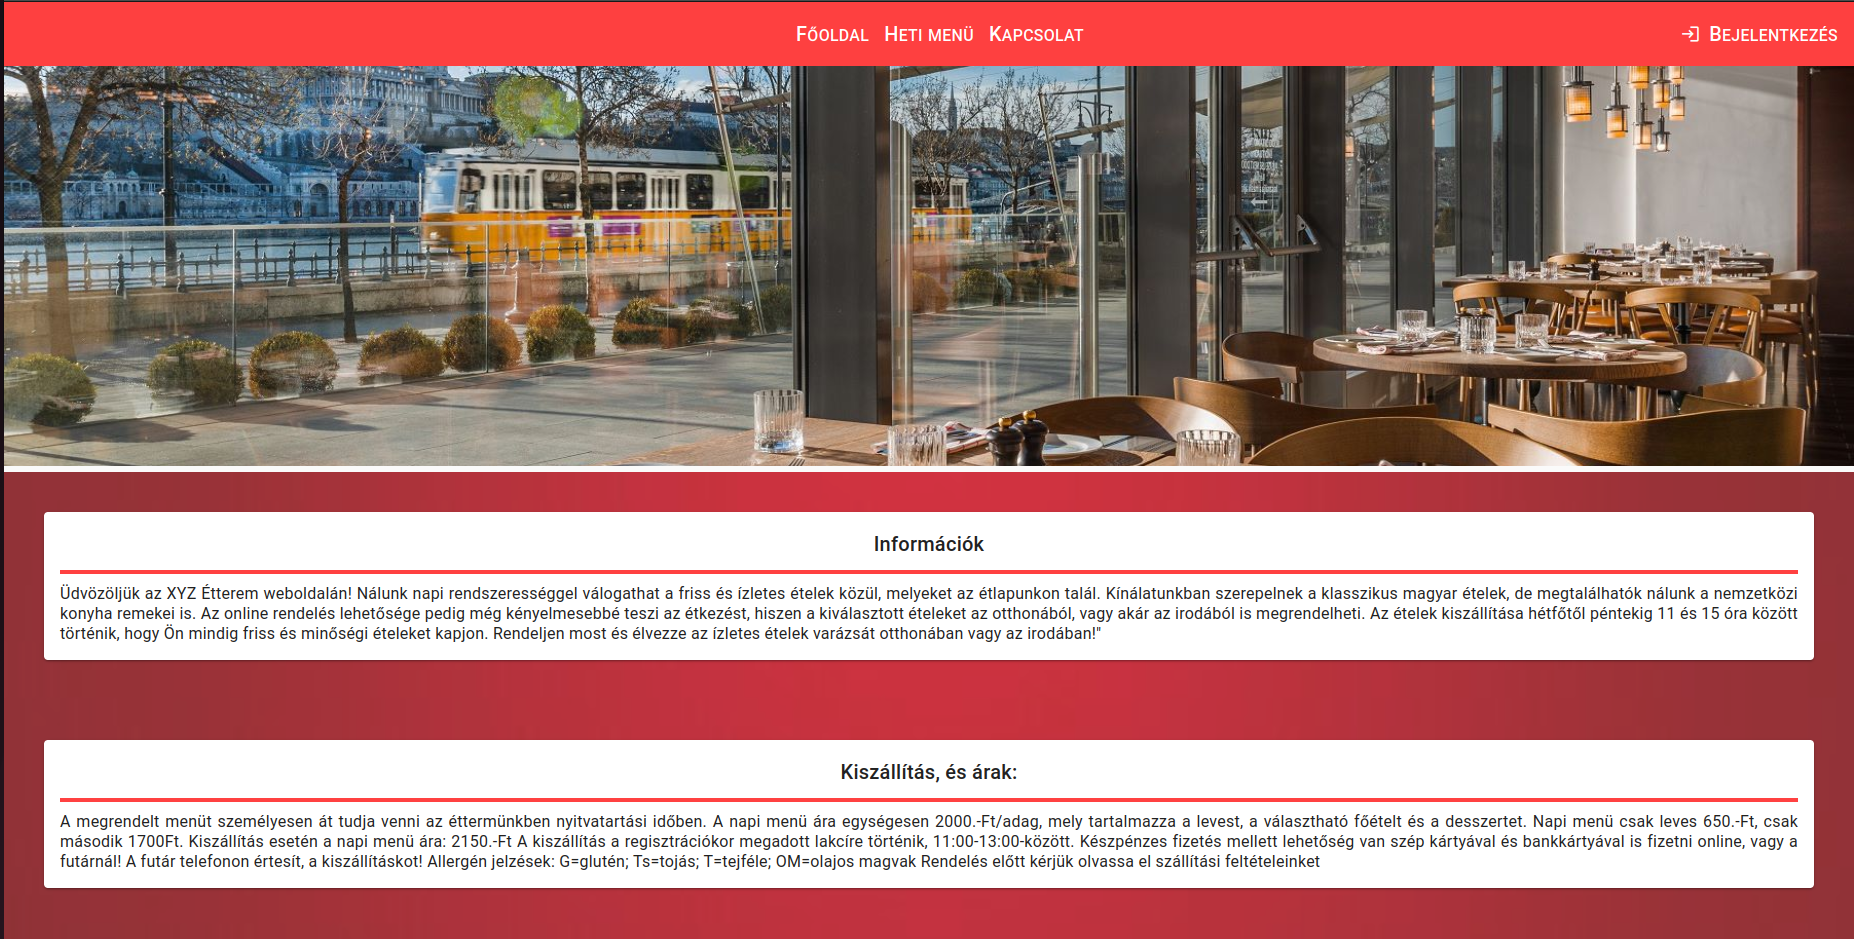 Főoldal Heti menü Kapcsolat Bejelentkezés
Információk
Üdvözöljük az XYZ Étterem weboldalán! Nálunk napi rendszerességgel válogathat a friss és ízletes ételek közül, melyeket az étlapunkon talál. Kínálatunkban szerepelnek a klasszikus magyar ételek, de megtalálhatók nálunk a nemzetközi
konyha remekei is. Az online rendelés lehetősége pedig még kényelmesebbé teszi az étkezést, hiszen a kiválasztott ételeket az otthonából, vagy akár az irodából is megrendelheti. Az ételek kiszállítása hétfőtől péntekig 11 és 15 óra között
történik, hogy Ön mindig friss és minőségi ételeket kapjon. Rendeljen most és élvezze az ízletes ételek varázsát otthonában vagy az irodában!"
Kiszállítás, és árak:
A megrendelt menüt személyesen át tudja venni az éttermünkben nyitvatartási időben. A napi menü ára egységesen 2000.-Ft/adag, mely tartalmazza a levest, a választható főételt és a desszertet. Napi menü csak leves 650.-Ft, csak
második 1700Ft. Kiszállítás esetén a napi menü ára: 2150.-Ft A kiszállítás a regisztrációkor megadott lakcíre történik, 11:00-13:00-között. Készpénzes fizetés mellett lehetőség van szép kártyával és bankkártyával is fizetni online, vagy a
futárnál! A futár telefonon értesít, a kiszállításkot! Allergén jelzések: G=glutén; Ts=tojás; T=tejféle; OM=olajos magvak Rendelés előtt kérjük olvassa el szállítási feltételeinket